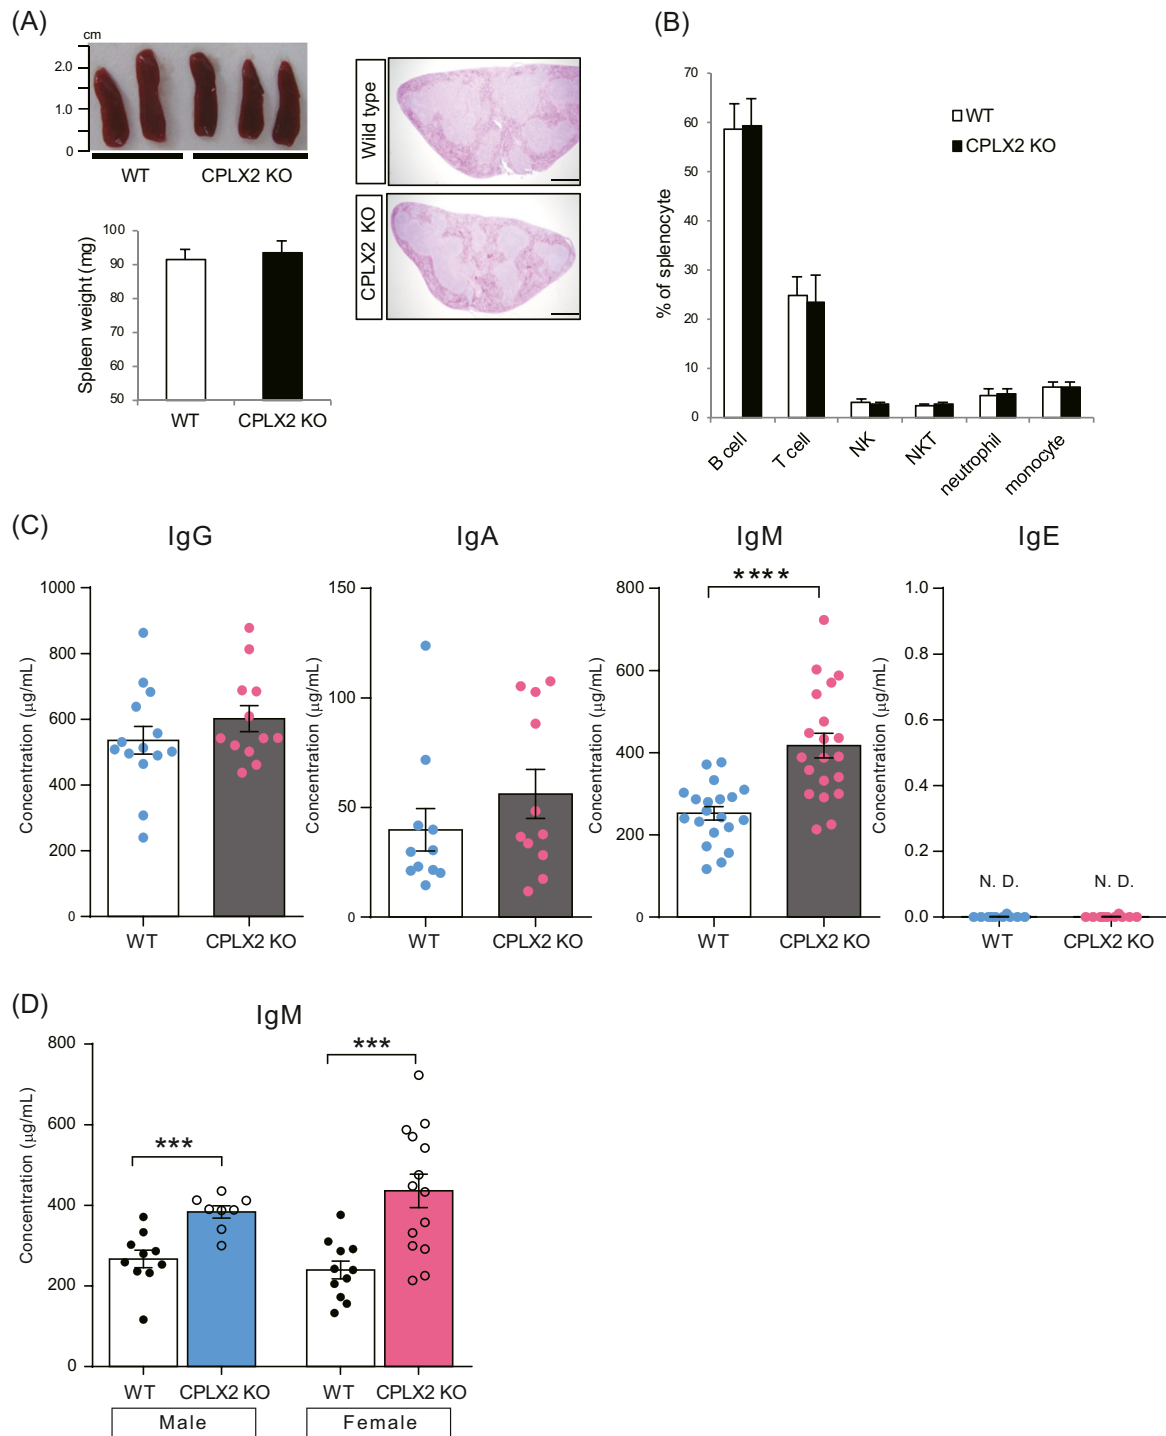 (A)
cm
2.0
1.0
0
WT
CPLX2 KO
Wild type
CPLX2 KO
Spleen weight (mg)
100
90
80
70
60
50
WT
CPLX2 KO
(B)
% of splenocyte
70
60
50
40
30
20
10
0
WT
CPLX2 KO
B cell
T cell
NK
NKT
neutrophil
monocyte
(C)
IgG
Concentration (μg/mL)
1000
800
600
400
200
0
WT
CPLX2 KO
IgA
Concentration (μg/mL)
150
100
50
0
WT
CPLX2 KO
IgM
Concentration (μg/mL)
800
600
400
200
0
****
WT
CPLX2 KO
IgE
Concentration (μg/mL)
1.0
0.8
0.6
0.4
0.2
0.0
N. D.
N. D.
WT
CPLX2 KO
(D)
IgM
Concentration (μg/mL)
800
600
400
200
0
***
***
WT
CPLX2 KO
WT
CPLX2 KO
Male
Female